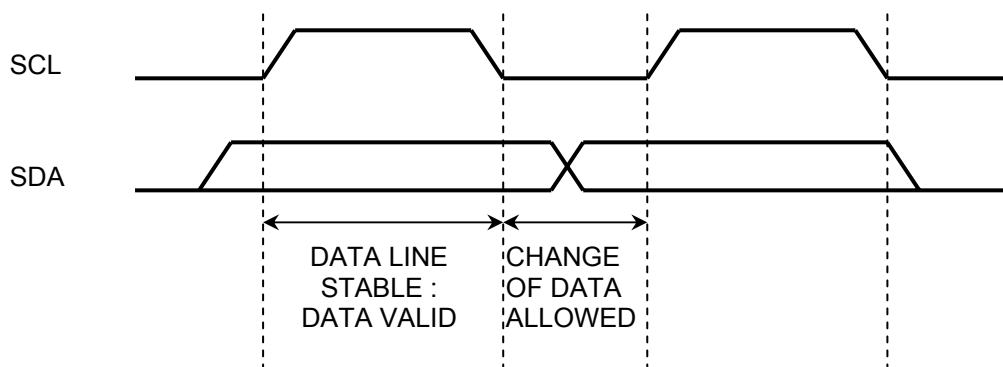 SCL
SDA
DATA LINE
STABLE :
DATA VALID
CHANGE
OF DATA
ALLOWED